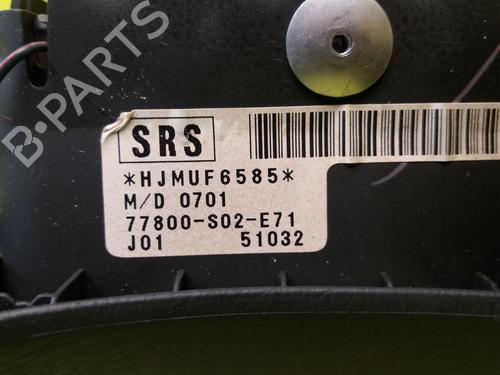 B-PARTS
SRS
*HJMUF6585*
M/D 0701
77800-S02-E71
J01 51032